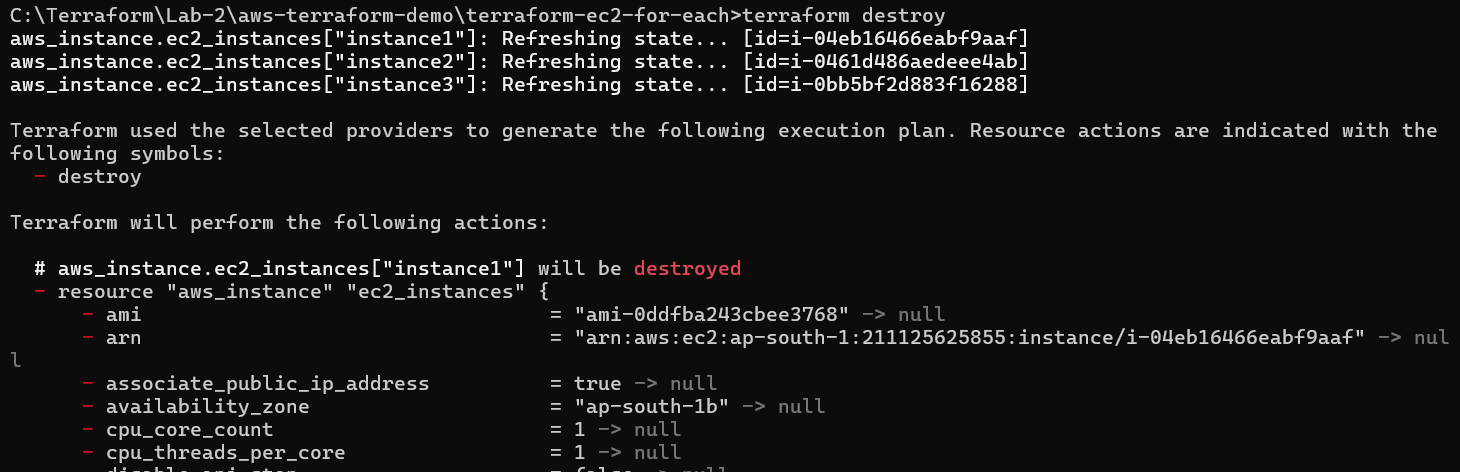 C:\Terraform\Lab-2\aws-terraform-demo\terraform-ec2-for-each>terraform destroy
aws_instance.ec2_instances["instance1"]: Refreshing state... [id=i-04eb16466eabf9aaf]
aws_instance.ec2_instances["instance2"]: Refreshing state... [id=i-0461d486aedeee4ab]
aws_instance.ec2_instances["instance3"]: Refreshing state... [id=i-0bb5bf2d883f16288]
Terraform used the selected providers to generate the following execution plan. Resource actions are indicated with the
following symbols:
- destroy
Terraform will perform the following actions:
# aws_instance.ec2_instances["instance1"] will be destroyed
- resource "aws_instance" "ec2_instances" {
- ami = "ami-0ddfba243cbee3768" -> null
- arn = "arn:aws:ec2:ap-south-1:211125625855:instance/i-04eb16466eabf9aaf" -> nul
l
- associate_public_ip_address = true -> null
- availability_zone = "ap-south-1b" -> null
- cpu_core_count = 1 -> null
- cpu_threads_per_core = 1 -> null